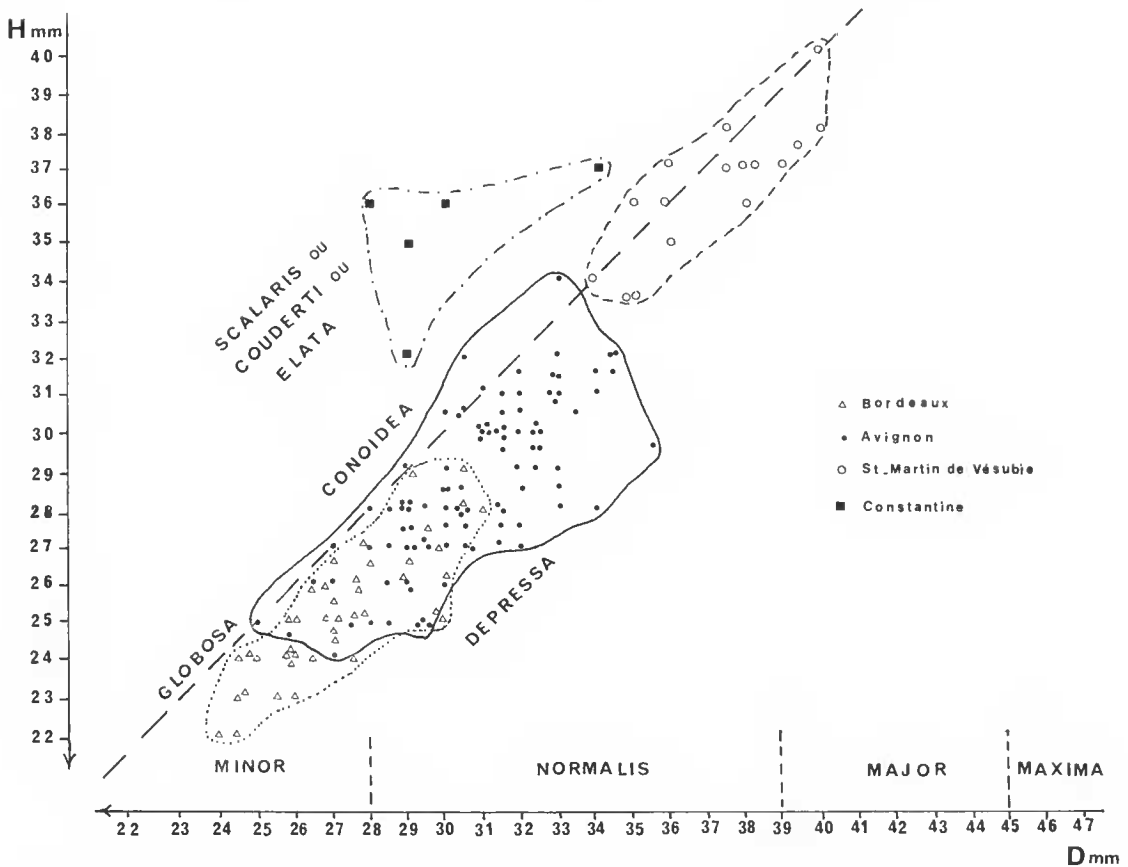 H mm
40
39
38
37
36
35
34
33
32
31
30
29
28
27
26
25
24
23
22
SCALARIS OU
COUDERTI OU
ELATA
CONOIDEA
GLOBOSA
DEPRESSA
△ Bordeaux
• Avignon
○ St_Martin de Vésubie
■ Constantine
MINOR NORMALIS MAJOR MAXIMA
22 23 24 25 26 27 28 29 30 31 32 33 34 35 36 37 38 39 40 42 43 44 45 46 47
D mm